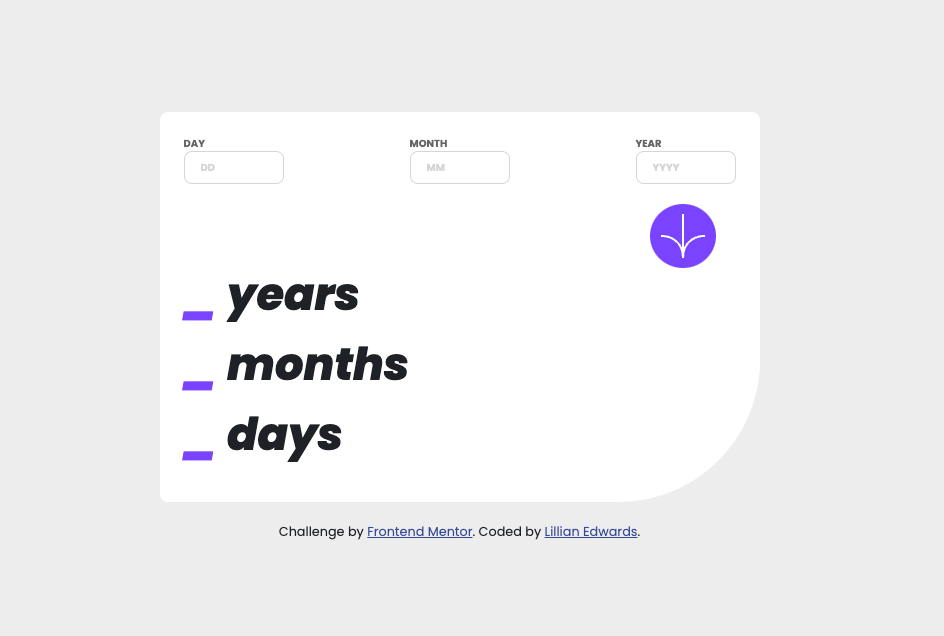 DAY MONTH YEAR
DD MM YYYY
_ years
_ months
_ days
Challenge by Frontend Mentor. Coded by Lillian Edwards.